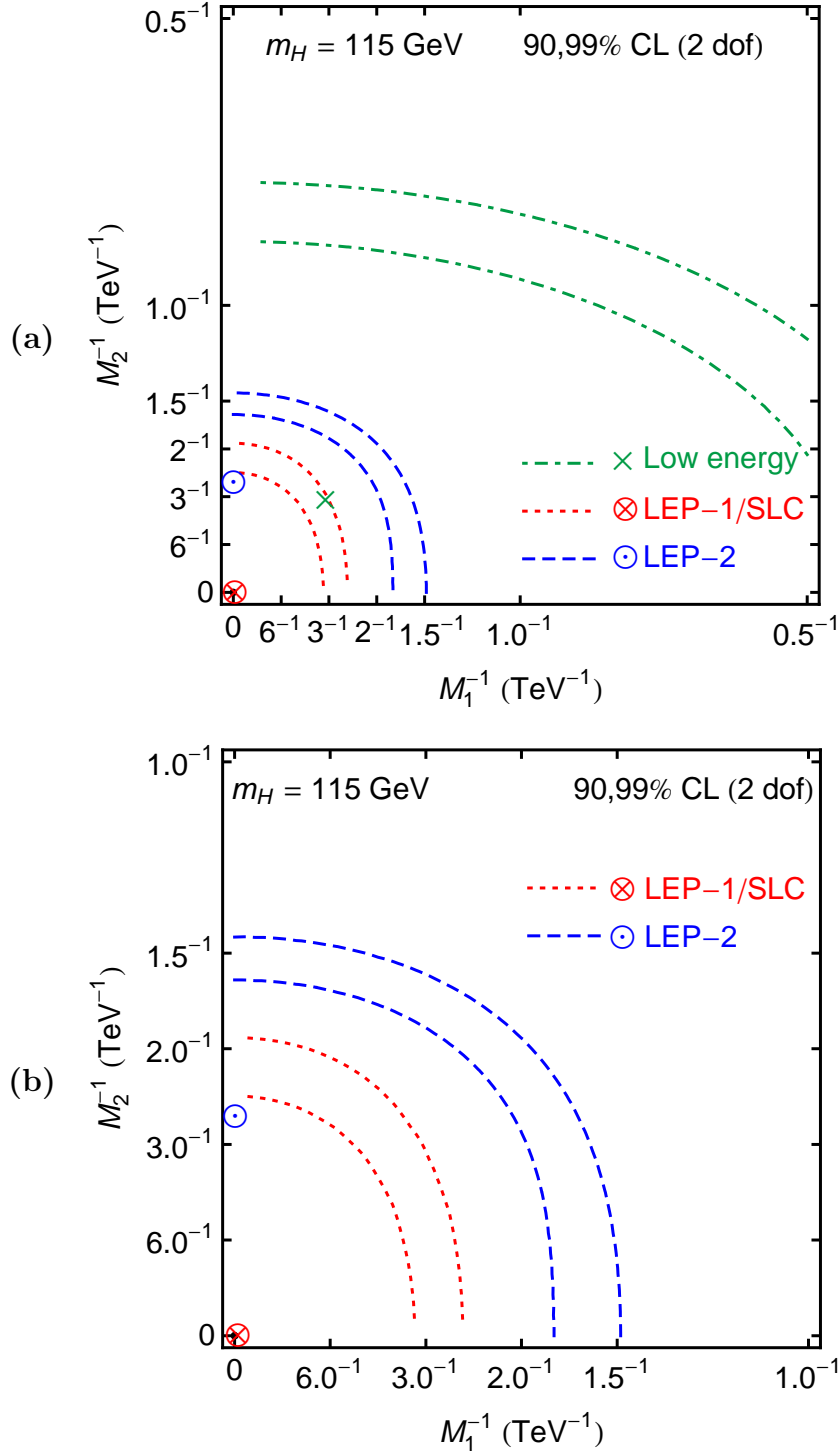 0.5⁻¹
m_H = 115 GeV 90,99% CL (2 dof)
1.0⁻¹
(a)
M₂⁻¹ (TeV⁻¹)
1.5⁻¹
2⁻¹
Low energy
3⁻¹
LEP−1/SLC
6⁻¹
LEP−2
0
0 6⁻¹ 3⁻¹ 2⁻¹ 1.5⁻¹ 1.0⁻¹ 0.5⁻¹
M₁⁻¹ (TeV⁻¹)
1.0⁻¹
m_H = 115 GeV 90,99% CL (2 dof)
LEP−1/SLC
LEP−2
1.5⁻¹
2.0⁻¹
(b)
M₂⁻¹ (TeV⁻¹)
3.0⁻¹
6.0⁻¹
0
0 6.0⁻¹ 3.0⁻¹ 2.0⁻¹ 1.5⁻¹ 1.0⁻¹
M₁⁻¹ (TeV⁻¹)